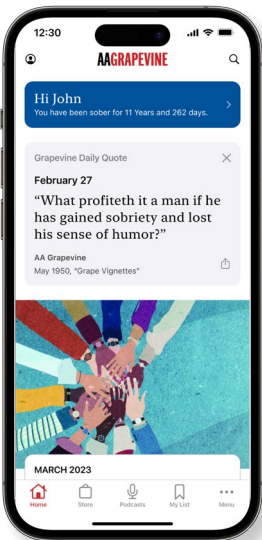 12:30
AAGRAPEVINE
Hi John
You have been sober for 11 Years and 262 days.
Grapevine Daily Quote
February 27
“What profiteth it a man if he
has gained sobriety and lost
his sense of humor?”
AA Grapevine
May 1950, “Grape Vignettes”
MARCH 2023
Home
Store
Podcasts
My List
Menu